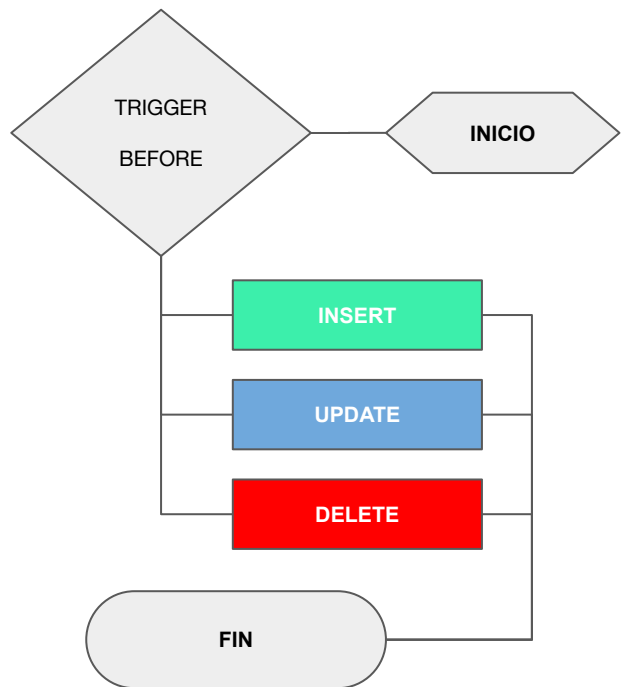 TRIGGER
BEFORE
INICIO
INSERT
UPDATE
DELETE
FIN